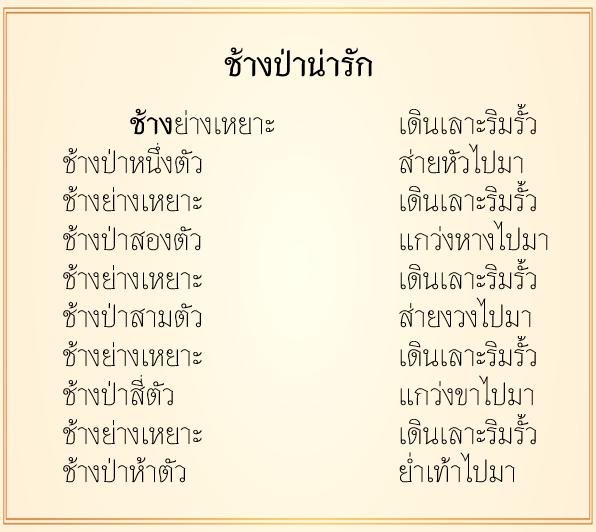 ช้างป่าน่ารัก
ช้างย่างเหยาะ เดินเลาะริมรั้ว
ช้างป่าหนึ่งตัว ส่ายหัวไปมา
ช้างย่างเหยาะ เดินเลาะริมรั้ว
ช้างป่าสองตัว แกว่งหางไปมา
ช้างย่างเหยาะ เดินเลาะริมรั้ว
ช้างป่าสามตัว ส่ายงวงไปมา
ช้างย่างเหยาะ เดินเลาะริมรั้ว
ช้างป่าสี่ตัว แกว่งขาไปมา
ช้างย่างเหยาะ เดินเลาะริมรั้ว
ช้างป่าห้าตัว ย่ำเท้าไปมา